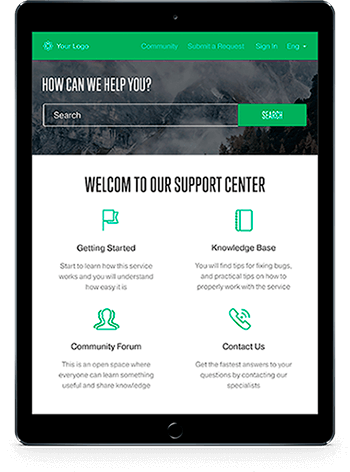 Your Logo Community Submit a Request Sign In Eng
HOW CAN WE HELP YOU?
Search SEARCH
WELCOM TO OUR SUPPORT CENTER
Getting Started
Start to learn how this service
works and you will understand
how easy it is
Knowledge Base
You will find tips for fixing bugs,
and practical tips on how to
properly work with the service
Community Forum
This is an open space where
everyone can learn something
useful and share knowledge
Contact Us
Get the fastest answers to your
questions by contacting our
specialists